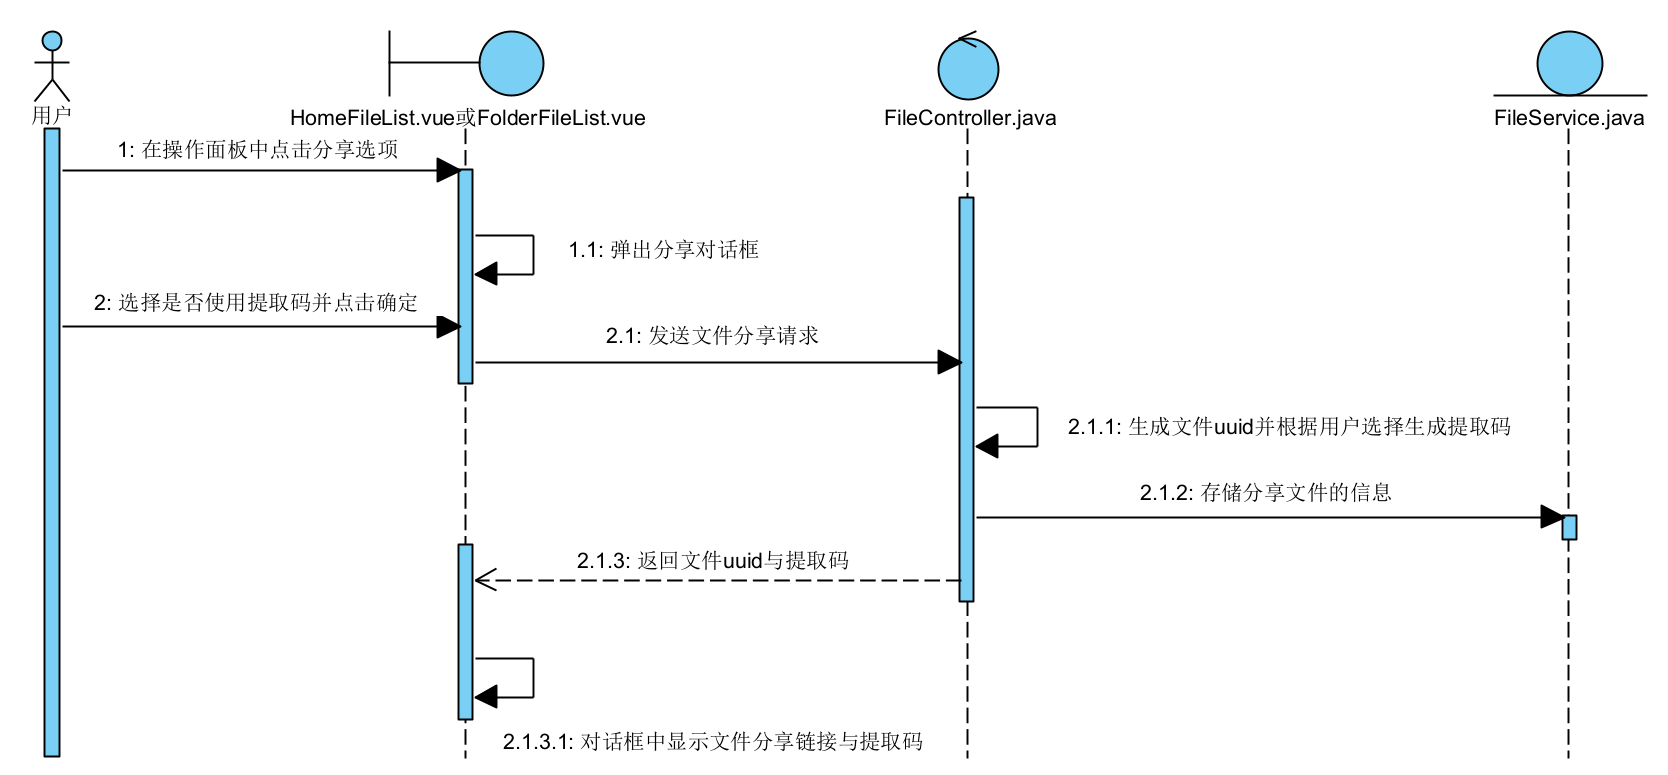 用户
HomeFileList.vue或FolderFileList.vue
FileController.java
FileService.java
1: 在操作面板中点击分享选项
1.1: 弹出分享对话框
2: 选择是否使用提取码并点击确定
2.1: 发送文件分享请求
2.1.1: 生成文件uuid并根据用户选择生成提取码
2.1.2: 存储分享文件的信息
2.1.3: 返回文件uuid与提取码
2.1.3.1: 对话框中显示文件分享链接与提取码